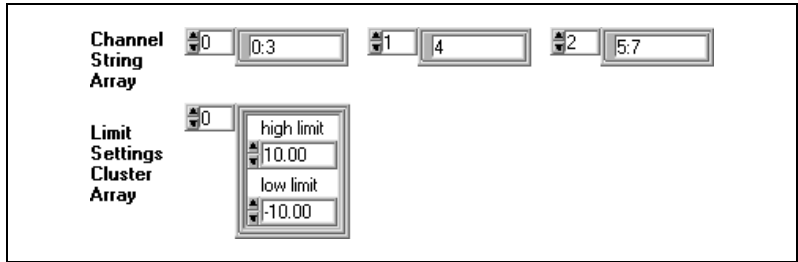 Channel String Array
0
0:3
1
4
2
5:7
Limit Settings Cluster Array
0
high limit
10.00
low limit
-10.00